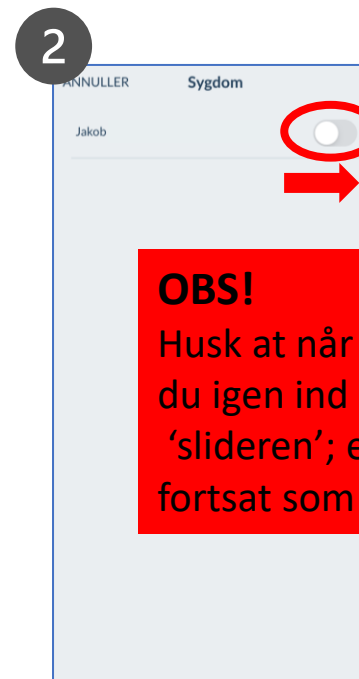 2
ANNULLER Sygdom
Jakob
OBS!
Husk at når
du igen ind
‘slideren’;
fortsat som